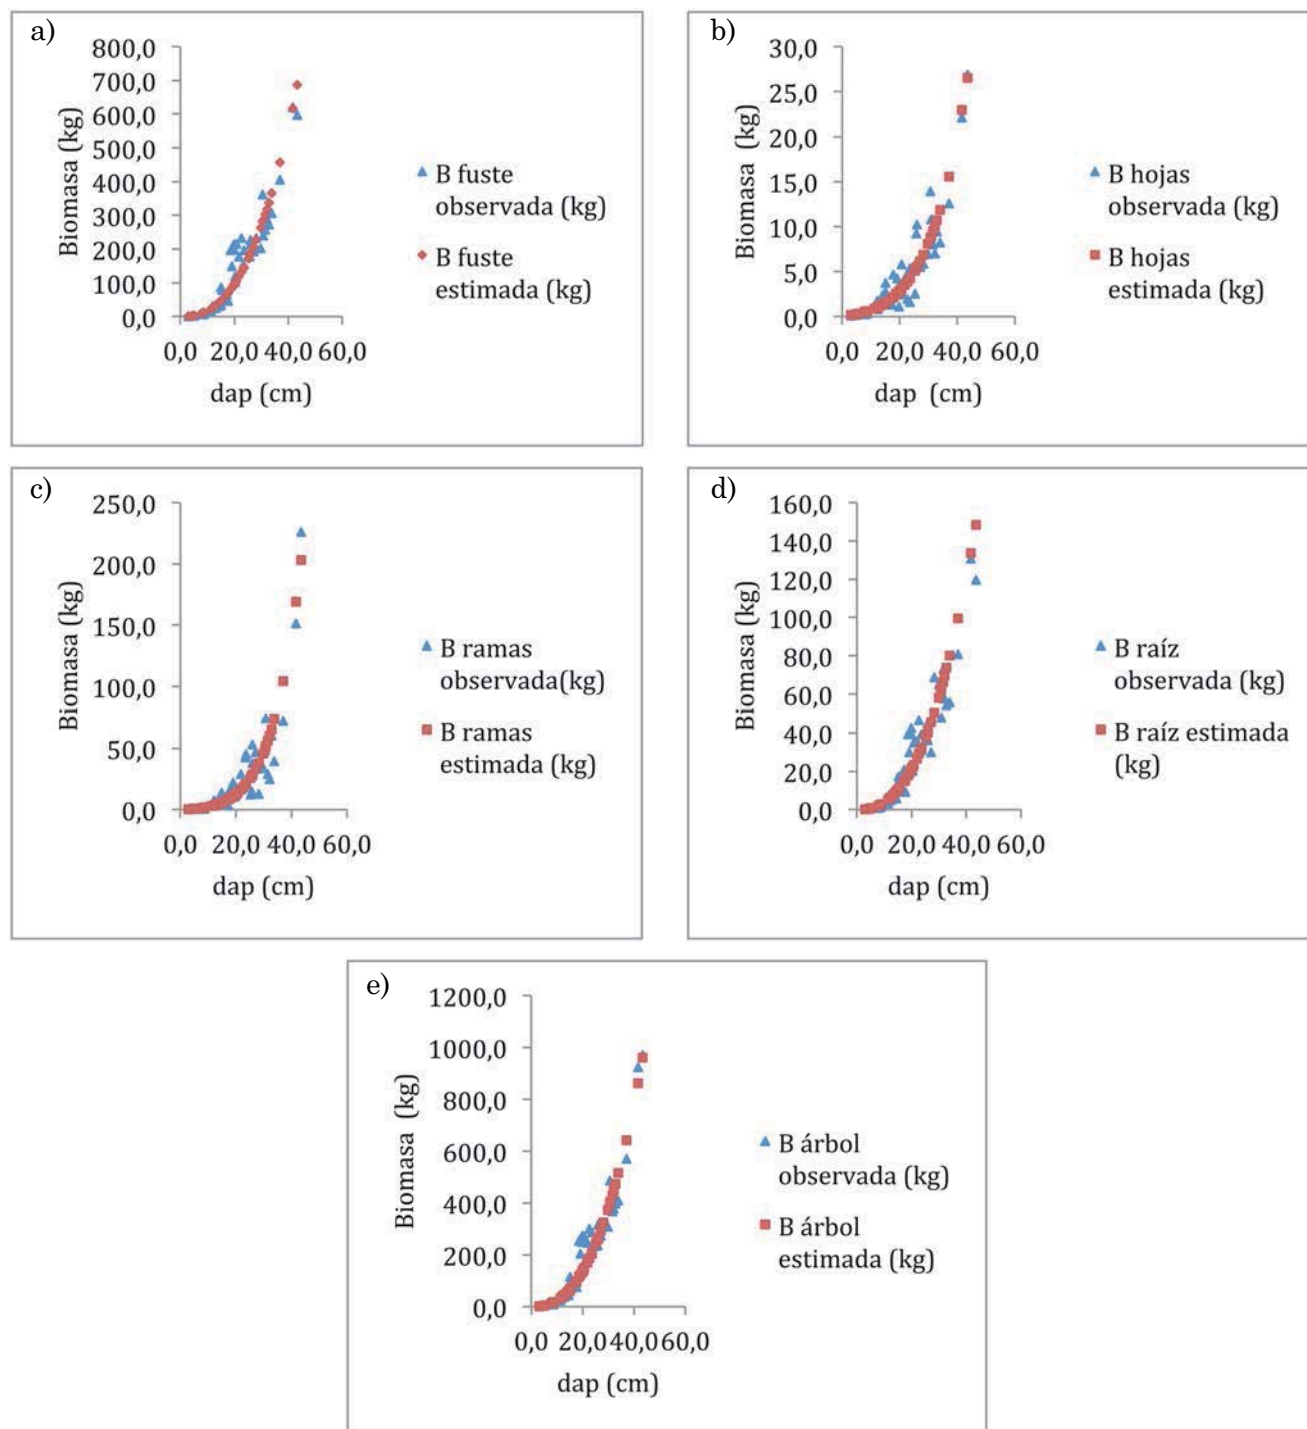 a)
800,0
700,0
600,0
500,0
400,0
300,0
200,0
100,0
0,0
Biomasa (kg)
0,0 20,0 40,0 60,0
dap (cm)
B fuste
observada (kg)
B fuste
estimada (kg)
b)
30,0
25,0
20,0
15,0
10,0
5,0
0,0
Biomasa (kg)
0,0 20,0 40,0 60,0
dap (cm)
B hojas
observada (kg)
B hojas
estimada (kg)
c)
250,0
200,0
150,0
100,0
50,0
0,0
Biomasa (kg)
0,0 20,0 40,0 60,0
dap (cm)
B ramas
observada(kg)
B ramas
estimada (kg)
d)
160,0
140,0
120,0
100,0
80,0
60,0
40,0
20,0
0,0
Biomasa (kg)
0,0 20,0 40,0 60,0
dap (cm)
B raíz
observada (kg)
B raíz estimada
(kg)
e)
1200,0
1000,0
800,0
600,0
400,0
200,0
0,0
Biomasa (kg)
0,0 20,0 40,0 60,0
dap (cm)
B árbol
observada (kg)
B árbol
estimada (kg)